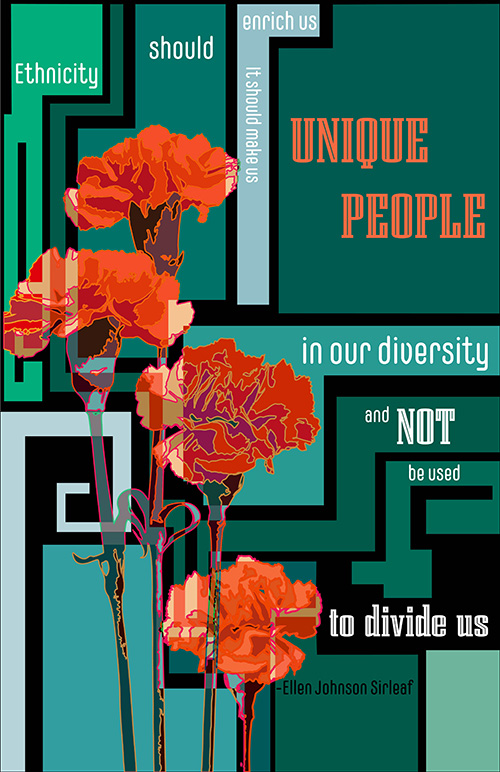 Ethnicity
should
enrich us
It should make us
UNIQUE
PEOPLE
in our diversity
and NOT
be used
to divide us
-Ellen Johnson Sirleaf